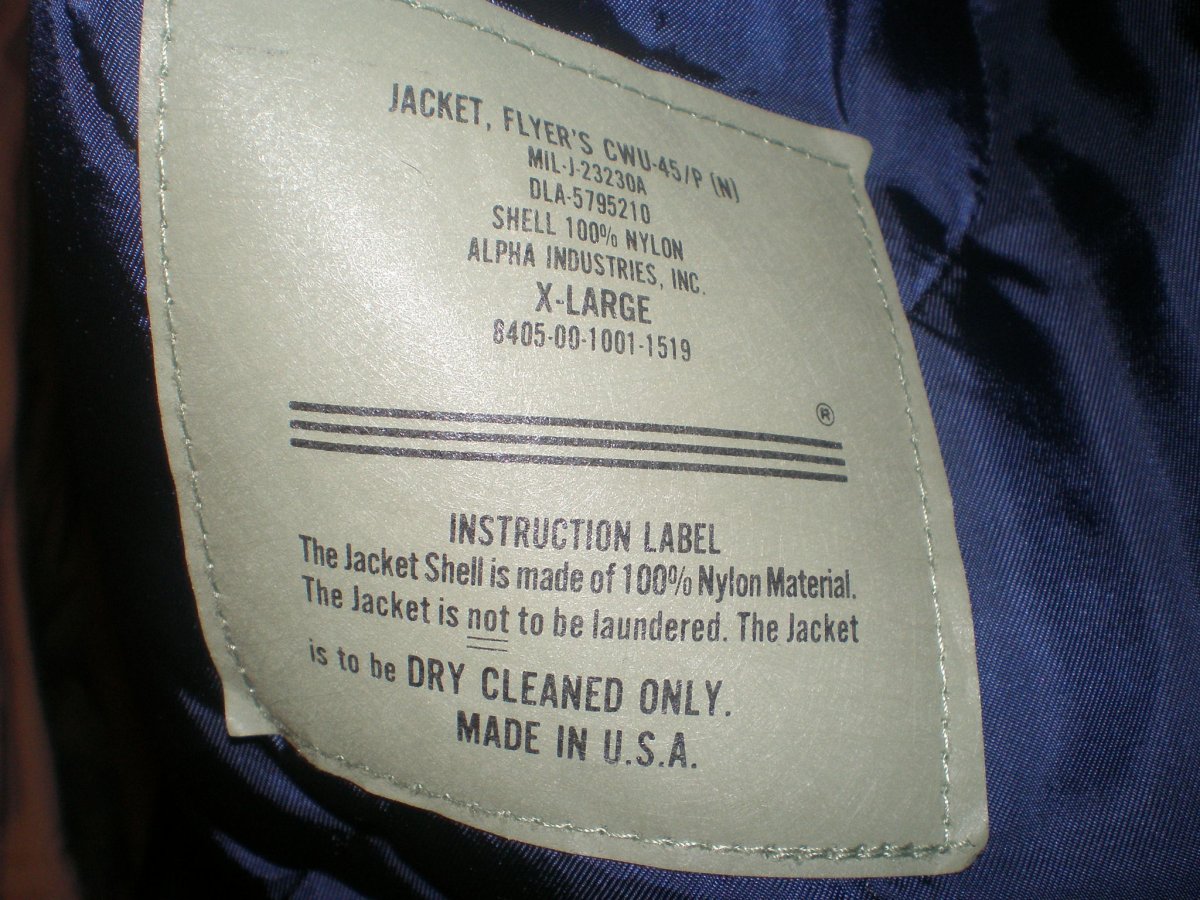 JACKET, FLYER'S CWU-45/P (N)
MIL-J-23230A
DLA-5795210
SHELL 100% NYLON
ALPHA INDUSTRIES, INC.
X-LARGE
8405-00-1001-1519
®
INSTRUCTION LABEL
The Jacket Shell is made of 100% Nylon Material.
The Jacket is not to be laundered. The Jacket
is to be DRY CLEANED ONLY.
MADE IN U.S.A.